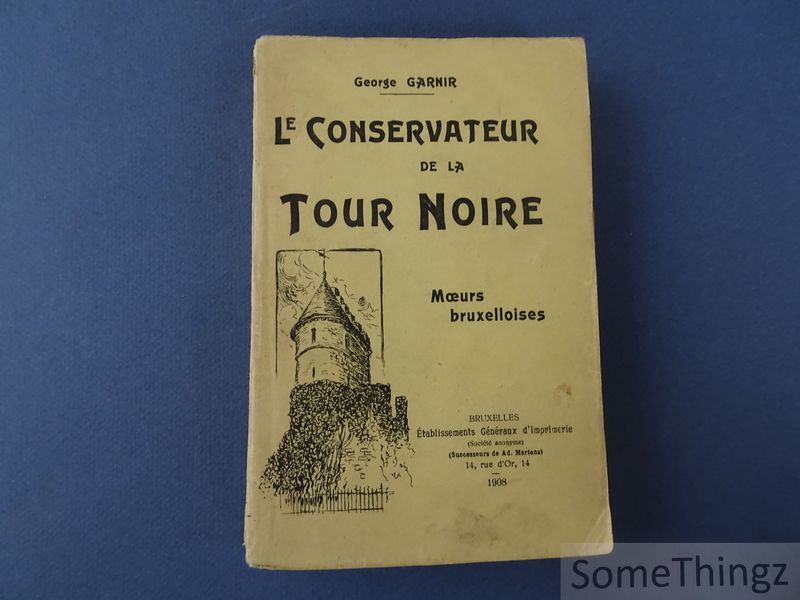 George GARNIR
LE CONSERVATEUR
DE LA
TOUR NOIRE
Mœurs
bruxelloises
BRUXELLES
Établissements Généraux d'Imprimerie
(Société anonyme)
(Successeurs de Ad. Mertens)
14, rue d'Or, 14
1908
SomeThingz